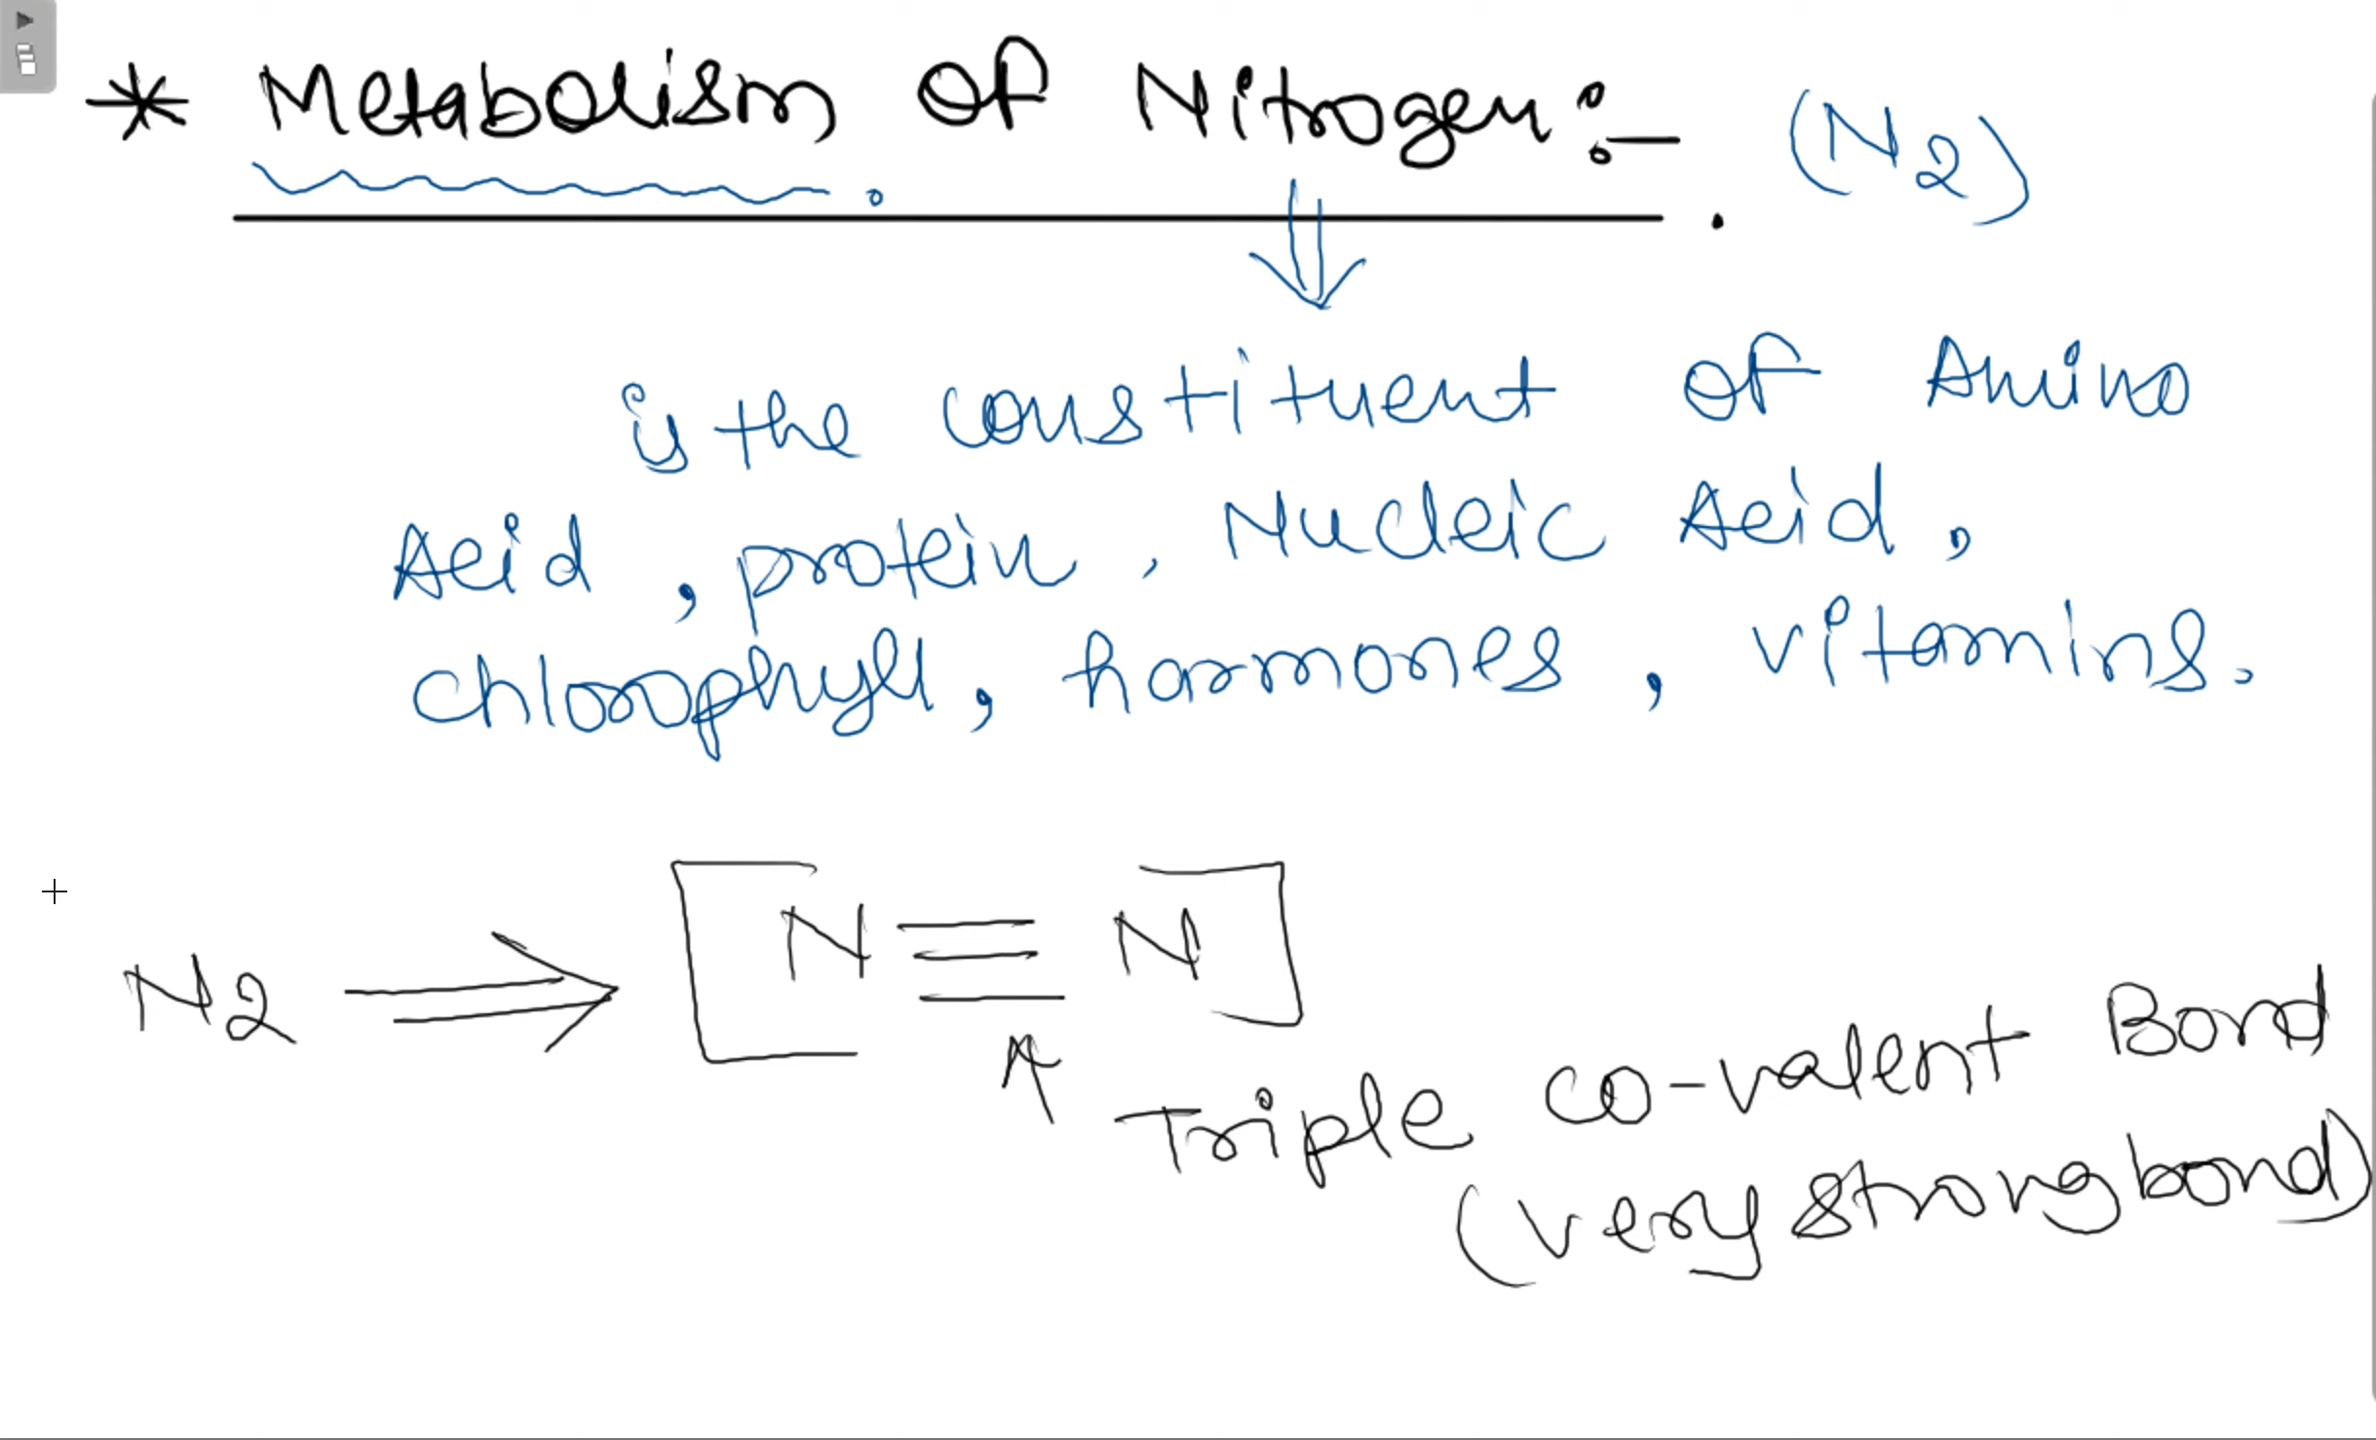 * Metabolism Of Nitrogen:- (N2)
is the constituent of Amino
Acid, protein, Nucleic Acid,
chlorophyll, hormones, vitamins.
N2 ⇒ [N≡N]
Triple co-valent Bond
(very strong bond)